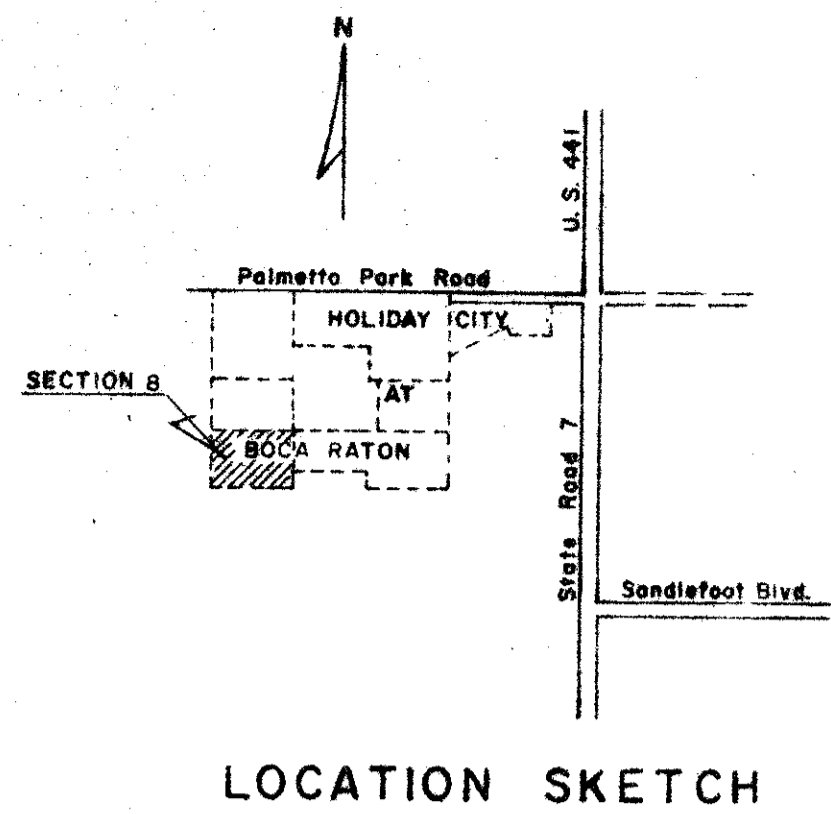 N
U.S. 441
Palmetto Park Road
HOLIDAY CITY
SECTION 8
AT
BOCA RATON
State Road 7
Sandlefoot Blvd.
LOCATION SKETCH